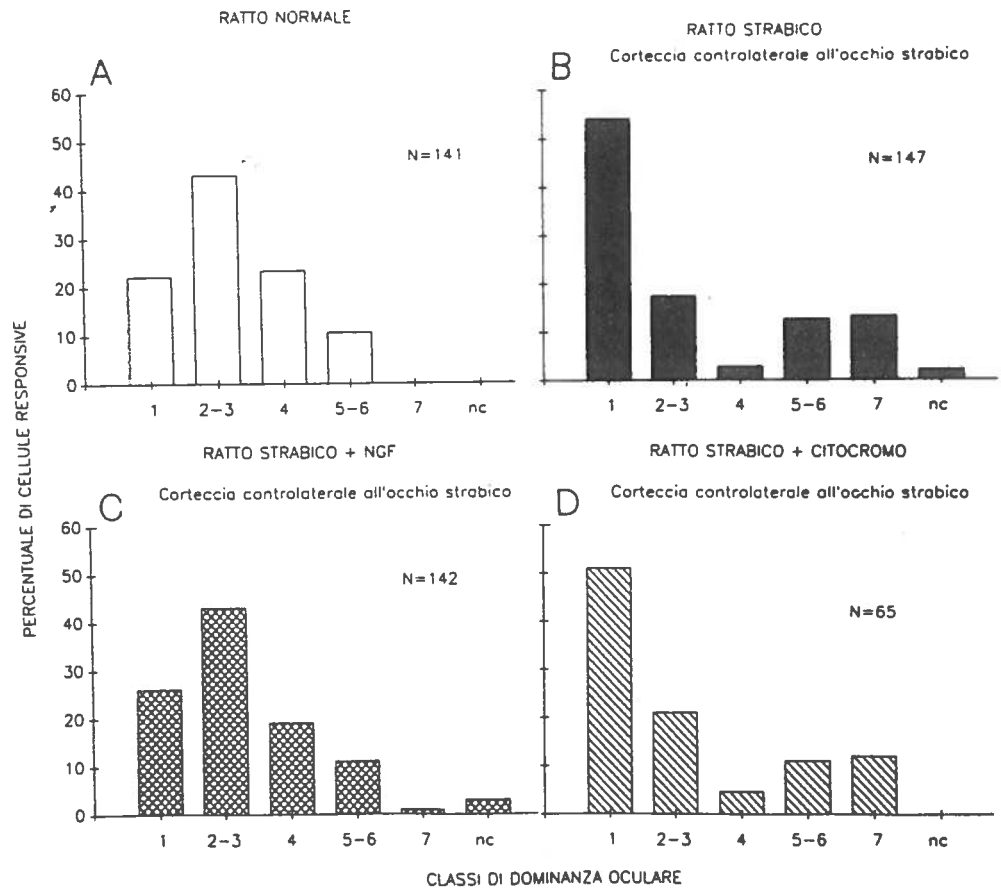 RATTO NORMALE
A
60
50
40
30
20
10
0
N=141
1 2-3 4 5-6 7 nc
RATTO STRABICO
Corteccia controlaterale all'occhio strabico
B
N=147
1 2-3 4 5-6 7 nc
PERCENTUALE DI CELLULE RESPONSIVE
RATTO STRABICO + NGF
Corteccia controlaterale all'occhio strabico
C
60
50
40
30
20
10
0
N=142
1 2-3 4 5-6 7 nc
RATTO STRABICO + CITOCROMO
Corteccia controlaterale all'occhio strabico
D
N=65
1 2-3 4 5-6 7 nc
CLASSI DI DOMINANZA OCULARE